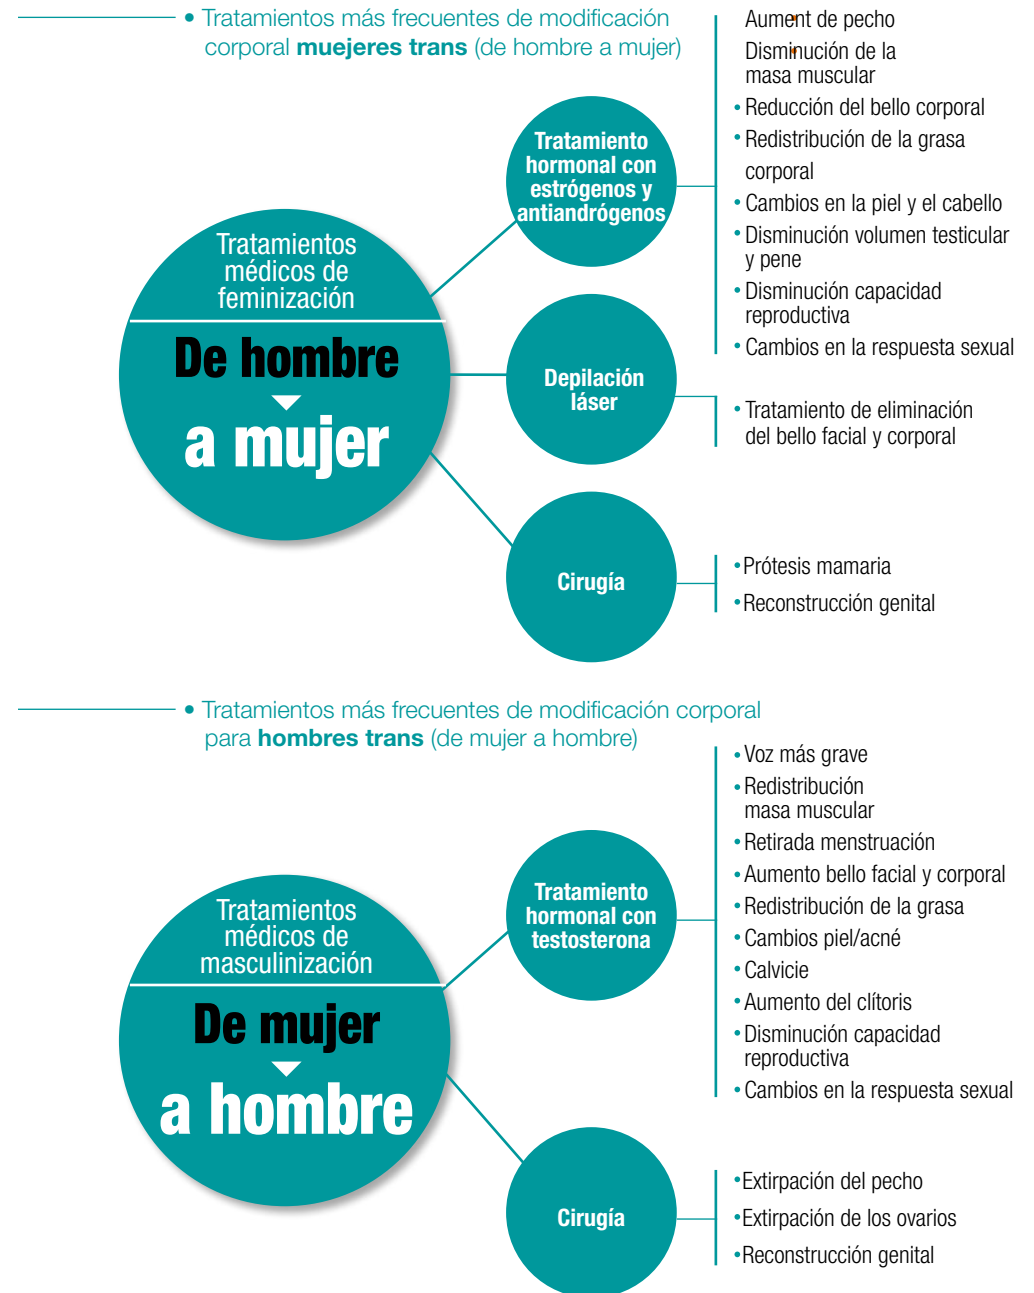 • Tratamientos más frecuentes de modificación
corporal muejeres trans (de hombre a mujer)
Tratamientos
médicos de
feminización
De hombre
a mujer
Tratamiento
hormonal con
estrógenos y
antiandrógenos
Aument de pecho
Disminución de la
masa muscular
• Reducción del bello corporal
• Redistribución de la grasa
corporal
• Cambios en la piel y el cabello
• Disminución volumen testicular
y pene
• Disminución capacidad
reproductiva
• Cambios en la respuesta sexual
Depilación
láser
• Tratamiento de eliminación
del bello facial y corporal
Cirugía
• Prótesis mamaria
• Reconstrucción genital
• Tratamientos más frecuentes de modificación corporal
para hombres trans (de mujer a hombre)
Tratamientos
médicos de
masculinización
De mujer
a hombre
Tratamiento
hormonal con
testosterona
• Voz más grave
• Redistribución
masa muscular
• Retirada menstruación
• Aumento bello facial y corporal
• Redistribución de la grasa
• Cambios piel/acné
• Calvicie
• Aumento del clítoris
• Disminución capacidad
reproductiva
• Cambios en la respuesta sexual
Cirugía
• Extirpación del pecho
• Extirpación de los ovarios
• Reconstrucción genital